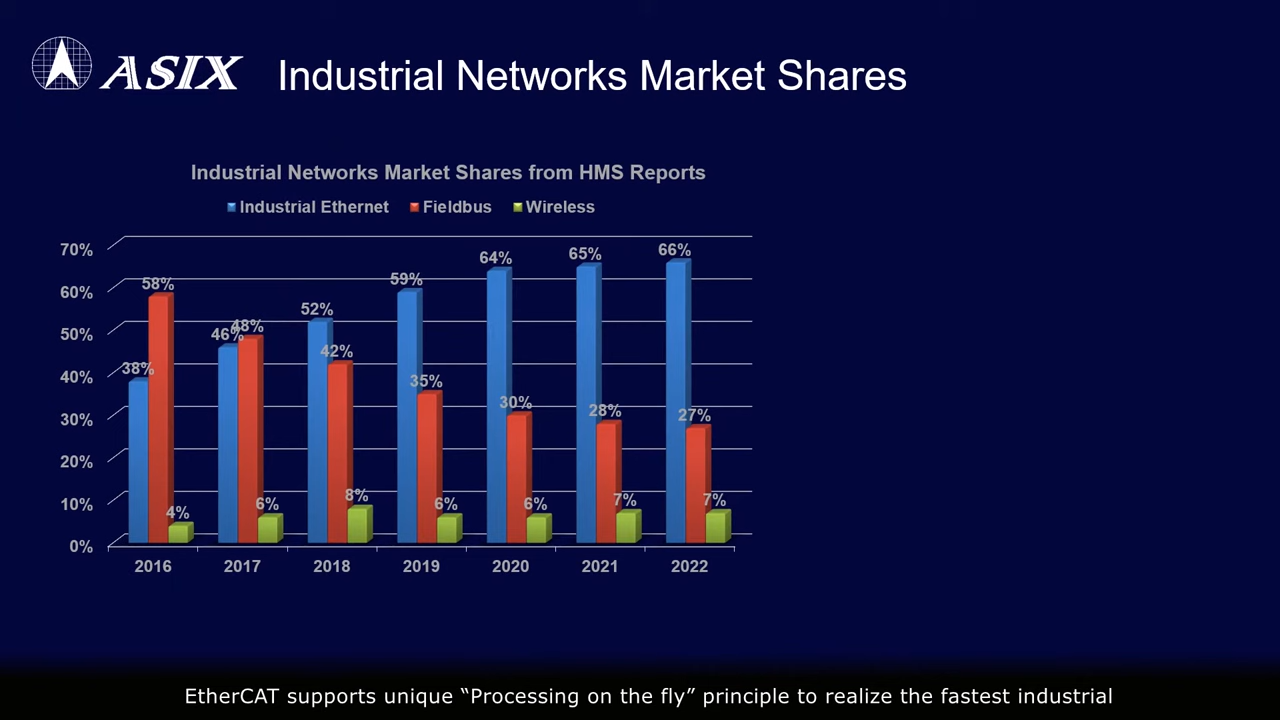 ASIX
Industrial Networks Market Shares
Industrial Networks Market Shares from HMS Reports
Industrial Ethernet Fieldbus Wireless
70%
60%
50%
40%
30%
20%
10%
0%
38% 58% 4%
46% 48% 6%
52% 42% 8%
59% 35% 6%
64% 30% 6%
65% 28% 7%
66% 27% 7%
2016 2017 2018 2019 2020 2021 2022
EtherCAT supports unique “Processing on the fly” principle to realize the fastest industrial